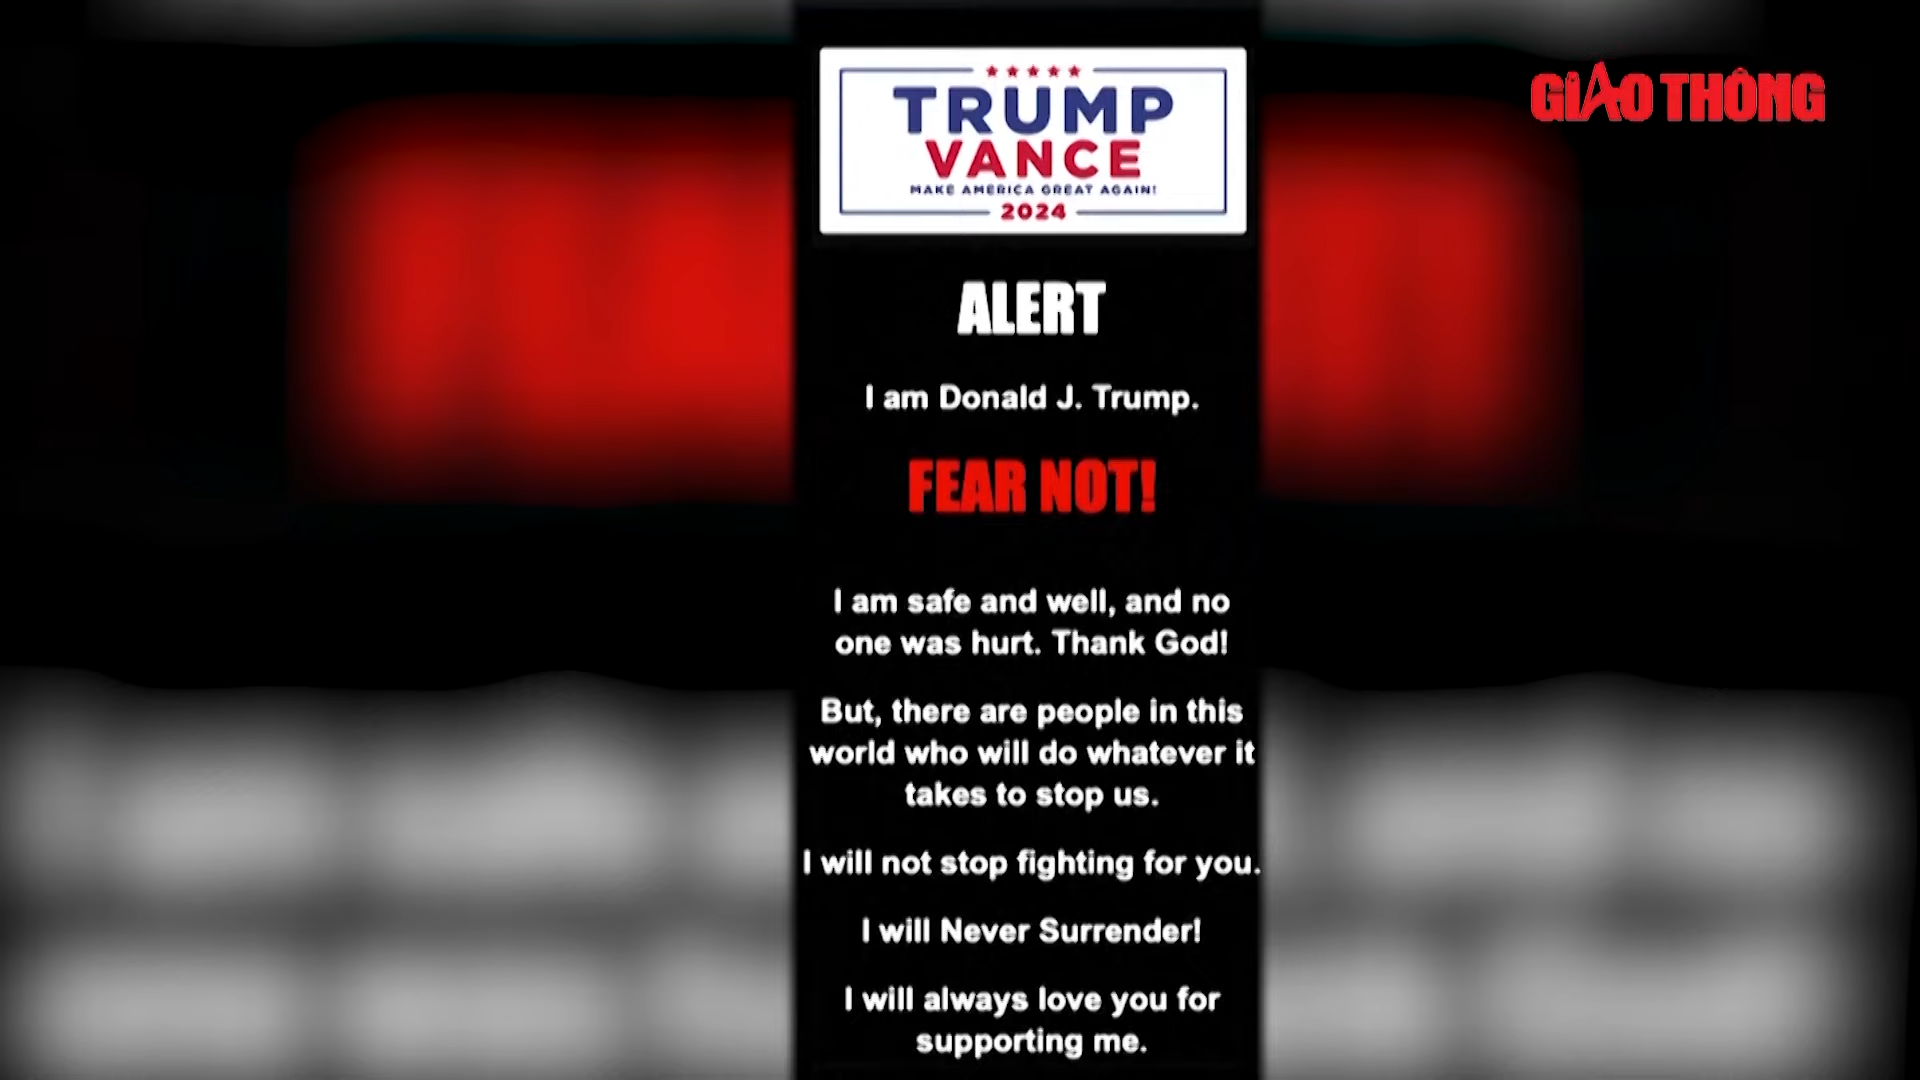 GIAO THÔNG
TRUMP
VANCE
MAKE AMERICA GREAT AGAIN!
2024
ALERT
I am Donald J. Trump.
FEAR NOT!
I am safe and well, and no
one was hurt. Thank God!
But, there are people in this
world who will do whatever it
takes to stop us.
I will not stop fighting for you.
I will Never Surrender!
I will always love you for
supporting me.